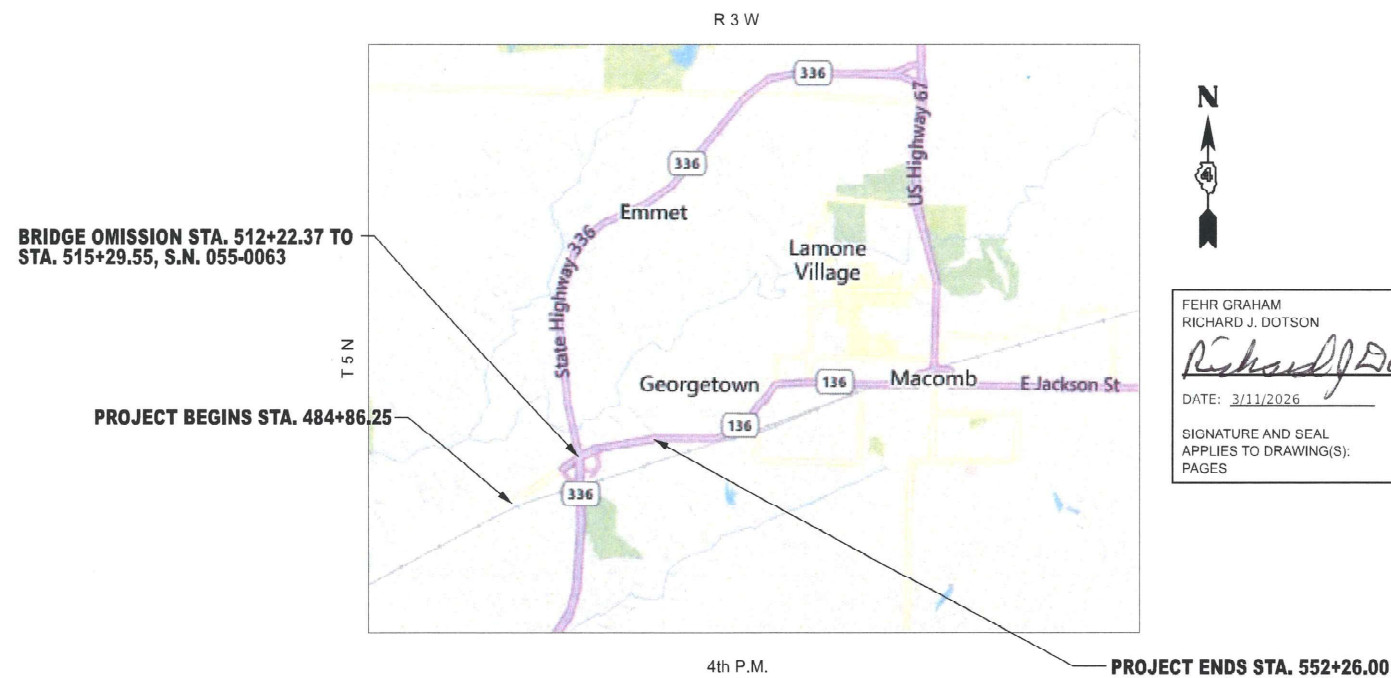 R 3 W
336
336
US Highway 67
Emmet
Lamone
Village
State Highway 336
BRIDGE OMISSION STA. 512+22.37 TO
STA. 515+29.55, S.N. 055-0063
T 5 N
PROJECT BEGINS STA. 484+86.25
Georgetown
136
Macomb
E Jackson St
136
336
N
4
FEHR GRAHAM
RICHARD J. DOTSON
Richard J Do
DATE: 3/11/2026
SIGNATURE AND SEAL
APPLIES TO DRAWING(S):
PAGES
4th P.M.
PROJECT ENDS STA. 552+26.00